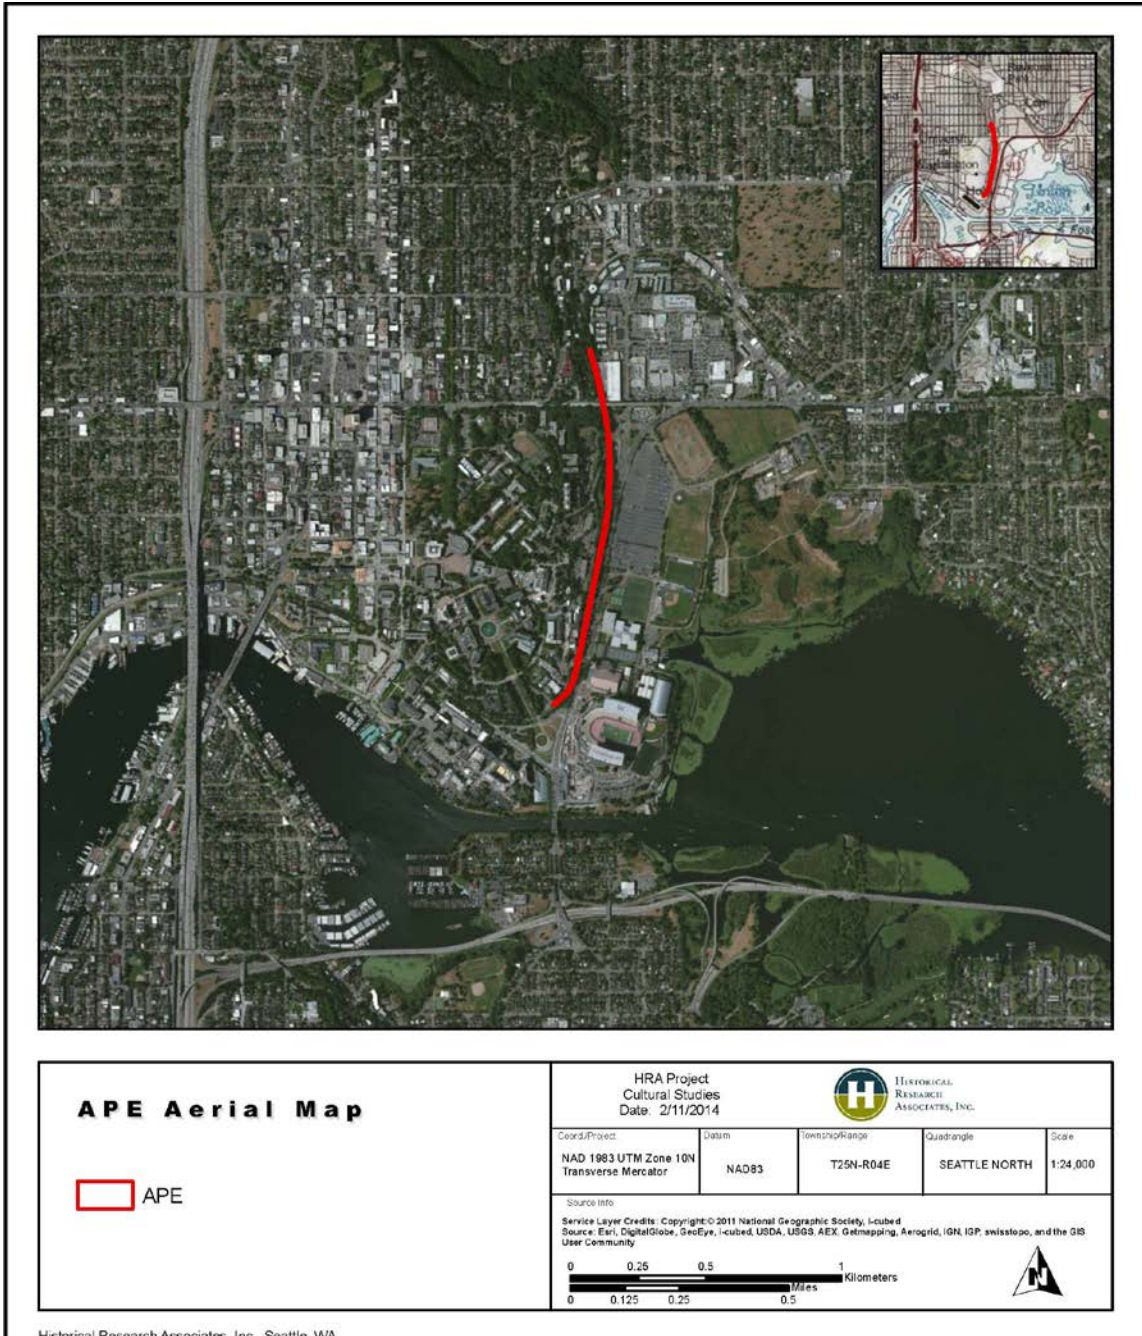 APE Aerial Map
APE
HRA Project
Cultural Studies
Date: 2/11/2014
HISTORICAL
RESEARCH
ASSOCIATES, INC.
H
Coord./Project
NAD 1983 UTM Zone 10N
Transverse Mercator
Datum
NAD83
Township/Range
T25N-R04E
Quadrangle
SEATTLE NORTH
Scale
1:24,000
Source Info
Service Layer Credits: Copyright:© 2011 National Geographic Society, i-cubed
Source: Esri, DigitalGlobe, GeoEye, i-cubed, USDA, USGS, AEX, Getmapping, Aerogrid, IGN, IGP, swisstopo, and the GIS
User Community
0 0.25 0.5 1
Kilometers
Miles
0 0.125 0.25 0.5
N
Historical Research Associates, Inc., Seattle, WA